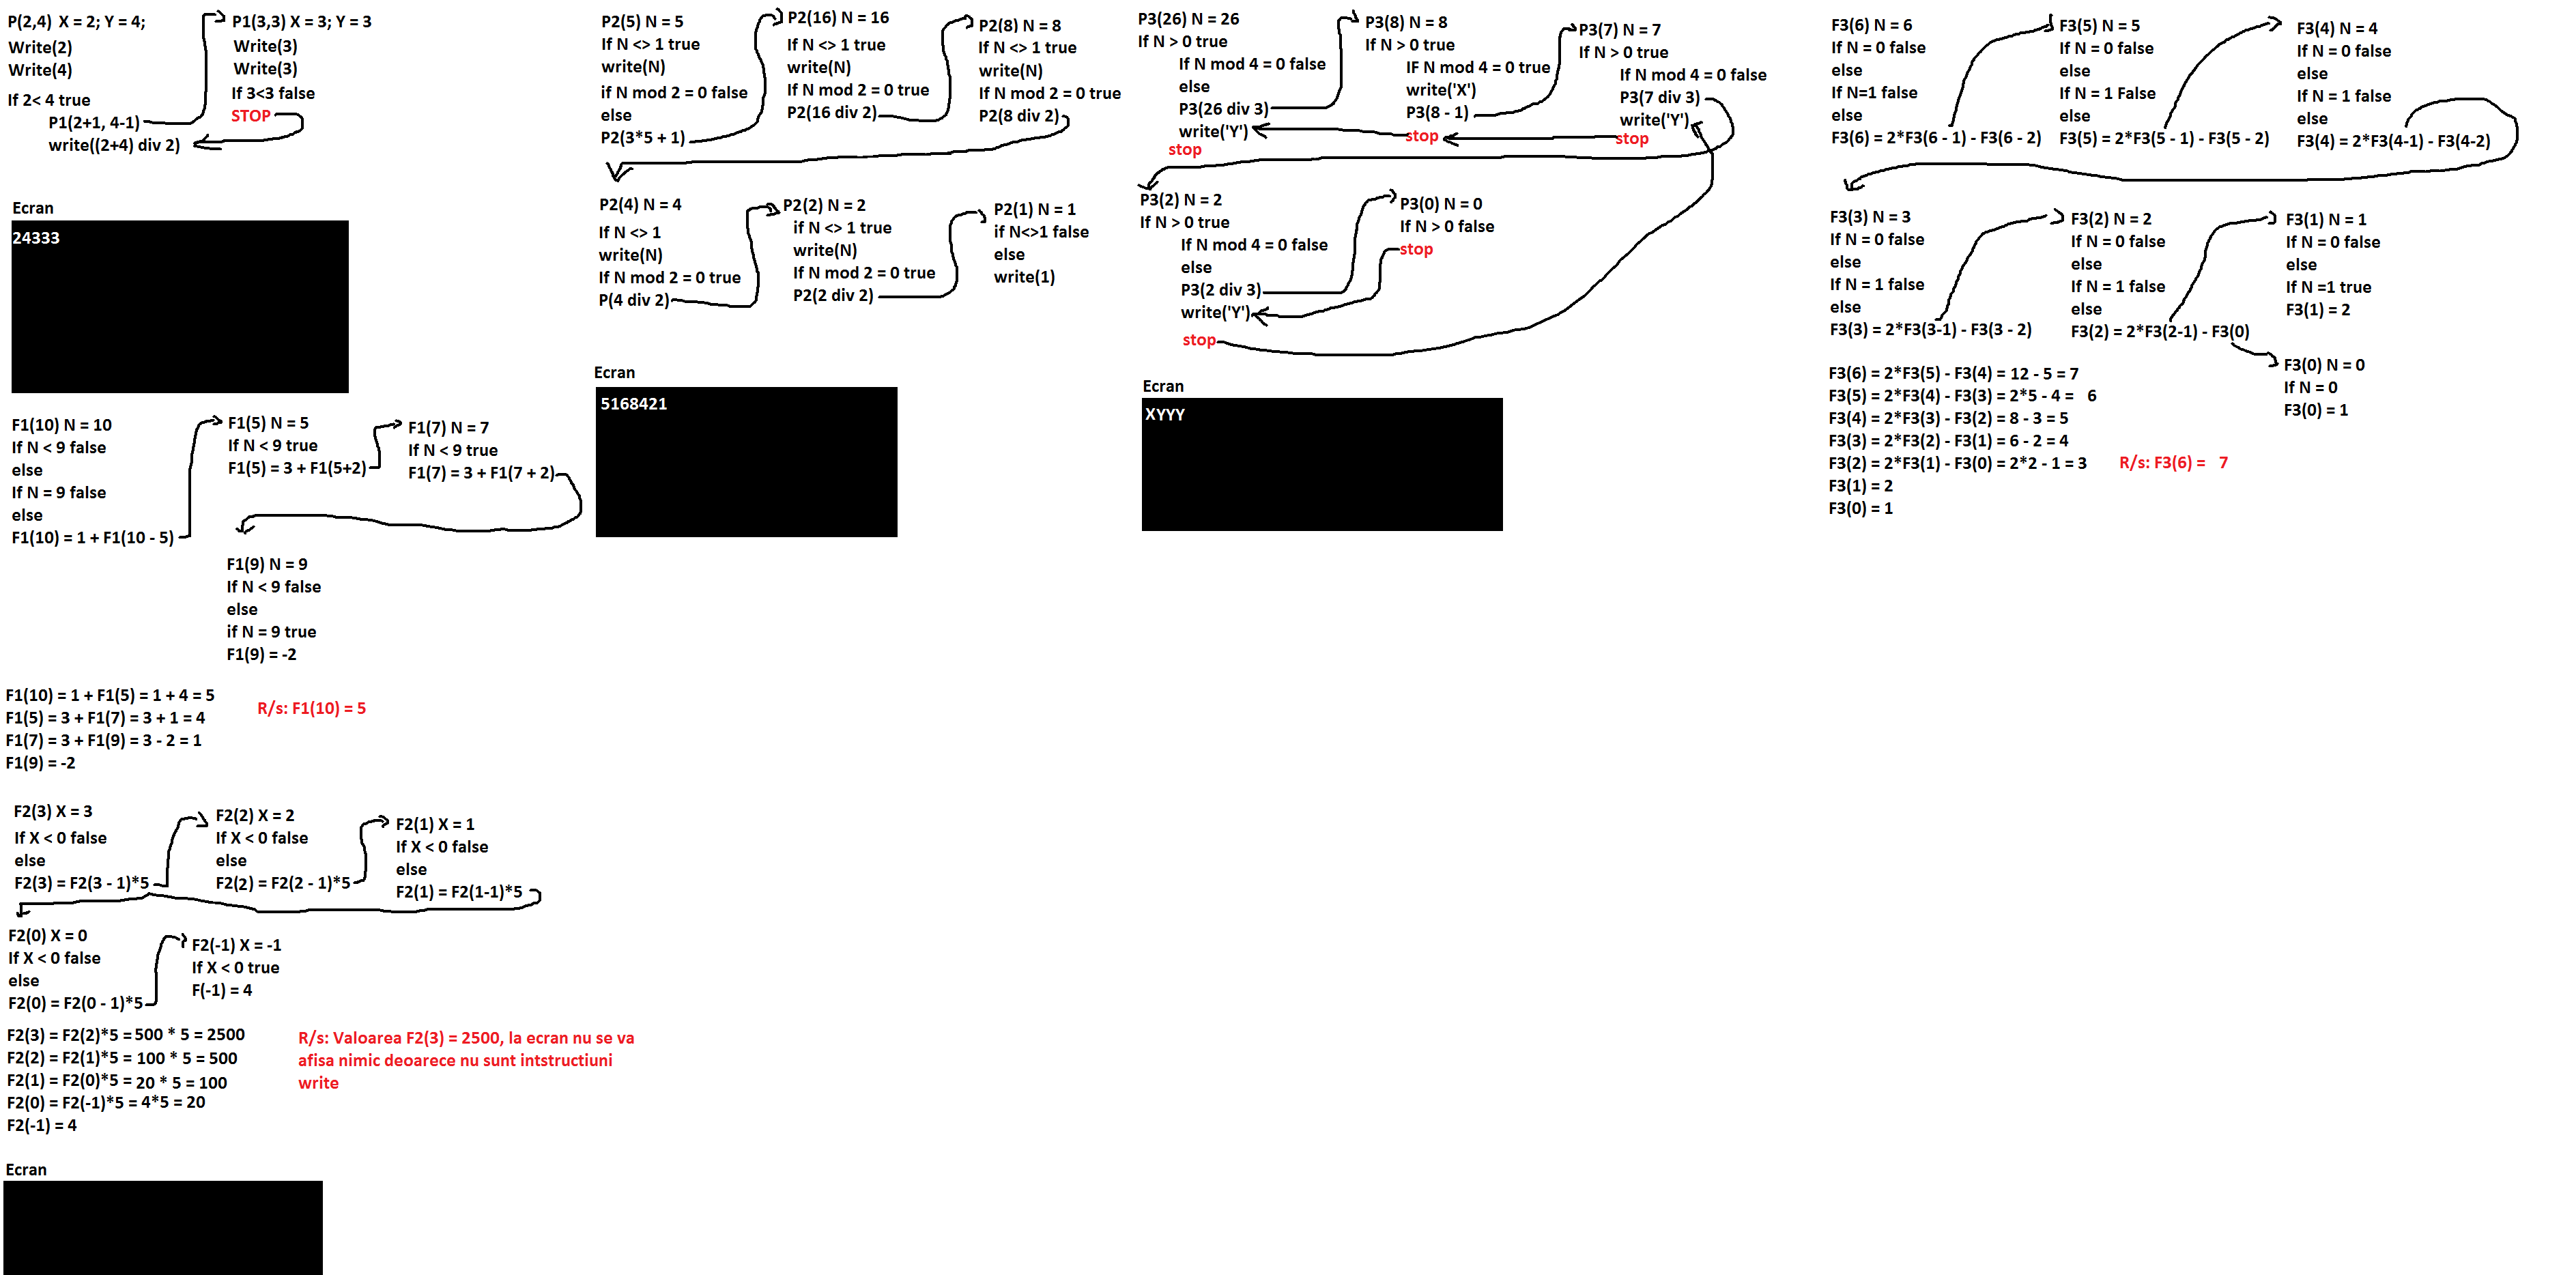 P(2,4) X = 2; Y = 4;
Write(2)
Write(4)
If 2< 4 true
P1(2+1, 4-1)
write((2+4) div 2)
P1(3,3) X = 3; Y = 3
Write(3)
Write(3)
If 3<3 false
STOP
Ecran
24333
F1(10) N = 10
If N < 9 false
else
If N = 9 false
else
F1(10) = 1 + F1(10 - 5)
F1(5) N = 5
If N < 9 true
F1(5) = 3 + F1(5+2)
F1(7) N = 7
If N < 9 true
F1(7) = 3 + F1(7 + 2)
F1(9) N = 9
If N < 9 false
else
if N = 9 true
F1(9) = -2
F1(10) = 1 + F1(5) = 1 + 4 = 5
F1(5) = 3 + F1(7) = 3 + 1 = 4
F1(7) = 3 + F1(9) = 3 - 2 = 1
F1(9) = -2
R/s: F1(10) = 5
F2(3) X = 3
If X < 0 false
else
F2(3) = F2(3 - 1)*5
F2(2) X = 2
If X < 0 false
else
F2(2) = F2(2 - 1)*5
F2(1) X = 1
If X < 0 false
else
F2(1) = F2(1-1)*5
F2(0) X = 0
If X < 0 false
else
F2(0) = F2(0 - 1)*5
F2(-1) X = -1
If X < 0 true
F(-1) = 4
F2(3) = F2(2)*5 = 500 * 5 = 2500
F2(2) = F2(1)*5 = 100 * 5 = 500
F2(1) = F2(0)*5 = 20 * 5 = 100
F2(0) = F2(-1)*5 = 4*5 = 20
F2(-1) = 4
R/s: Valoarea F2(3) = 2500, la ecran nu se va
afisa nimic deoarece nu sunt intstructiuni
write
Ecran
P2(5) N = 5
If N <> 1 true
write(N)
if N mod 2 = 0 false
else
P2(3*5 + 1)
P2(16) N = 16
If N <> 1 true
write(N)
If N mod 2 = 0 true
P2(16 div 2)
P2(8) N = 8
If N <> 1 true
write(N)
If N mod 2 = 0 true
P2(8 div 2)
P2(4) N = 4
If N <> 1
write(N)
If N mod 2 = 0 true
P(4 div 2)
P2(2) N = 2
if N <> 1 true
write(N)
If N mod 2 = 0 true
P2(2 div 2)
P2(1) N = 1
if N<>1 false
else
write(1)
Ecran
5168421
P3(26) N = 26
If N > 0 true
If N mod 4 = 0 false
else
P3(26 div 3)
write('Y')
stop
P3(8) N = 8
If N > 0 true
IF N mod 4 = 0 true
write('X')
P3(8 - 1)
stop
P3(7) N = 7
If N > 0 true
If N mod 4 = 0 false
P3(7 div 3)
write('Y')
stop
P3(2) N = 2
If N > 0 true
If N mod 4 = 0 false
else
P3(2 div 3)
write('Y')
stop
P3(0) N = 0
If N > 0 false
stop
Ecran
XYYY
F3(6) N = 6
If N = 0 false
else
If N=1 false
else
F3(6) = 2*F3(6 - 1) - F3(6 - 2)
F3(5) N = 5
If N = 0 false
else
If N = 1 False
else
F3(5) = 2*F3(5 - 1) - F3(5 - 2)
F3(4) N = 4
If N = 0 false
else
If N = 1 false
else
F3(4) = 2*F3(4-1) - F3(4-2)
F3(3) N = 3
If N = 0 false
else
If N = 1 false
else
F3(3) = 2*F3(3-1) - F3(3 - 2)
F3(2) N = 2
If N = 0 false
else
If N = 1 false
else
F3(2) = 2*F3(2-1) - F3(0)
F3(1) N = 1
If N = 0 false
else
If N =1 true
F3(1) = 2
F3(0) N = 0
If N = 0
F3(0) = 1
F3(6) = 2*F3(5) - F3(4) = 12 - 5 = 7
F3(5) = 2*F3(4) - F3(3) = 2*5 - 4 = 6
F3(4) = 2*F3(3) - F3(2) = 8 - 3 = 5
F3(3) = 2*F3(2) - F3(1) = 6 - 2 = 4
F3(2) = 2*F3(1) - F3(0) = 2*2 - 1 = 3
F3(1) = 2
F3(0) = 1
R/s: F3(6) = 7